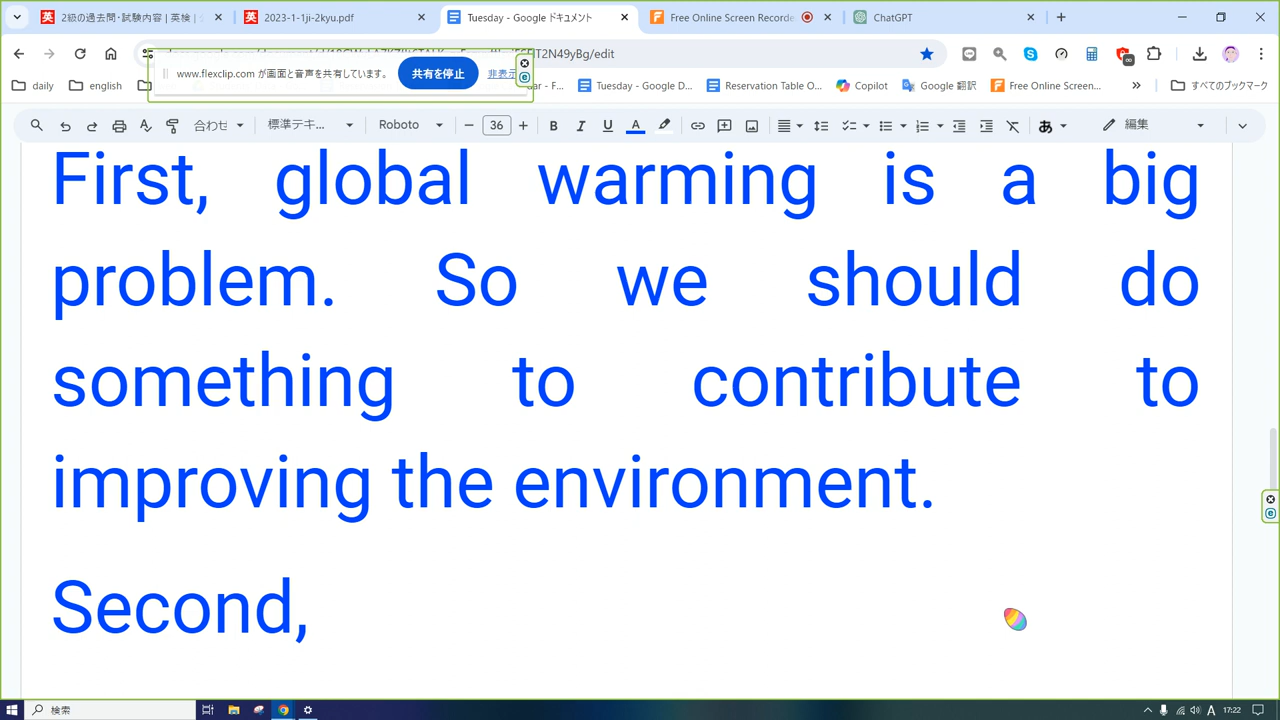 2級の過去問・試験内容 | 英検
2023-1-1ji-2kyu.pdf
Tuesday - Google ドキュメント
Free Online Screen Recorde
ChatGPT
2N49yBg/edit
www.flexclip.com が画面と音声を共有しています。 共有を停止 非表示
daily
english
Tuesday - Google D...
Reservation Table O...
Copilot
Google 翻訳
Free Online Screen...
すべてのブックマーク
合わせ 標準テキ... Roboto 36 B I U A あ 編集
First, global warming is a big
problem. So we should do
something to contribute to
improving the environment.
Second,
検索
A 17:22